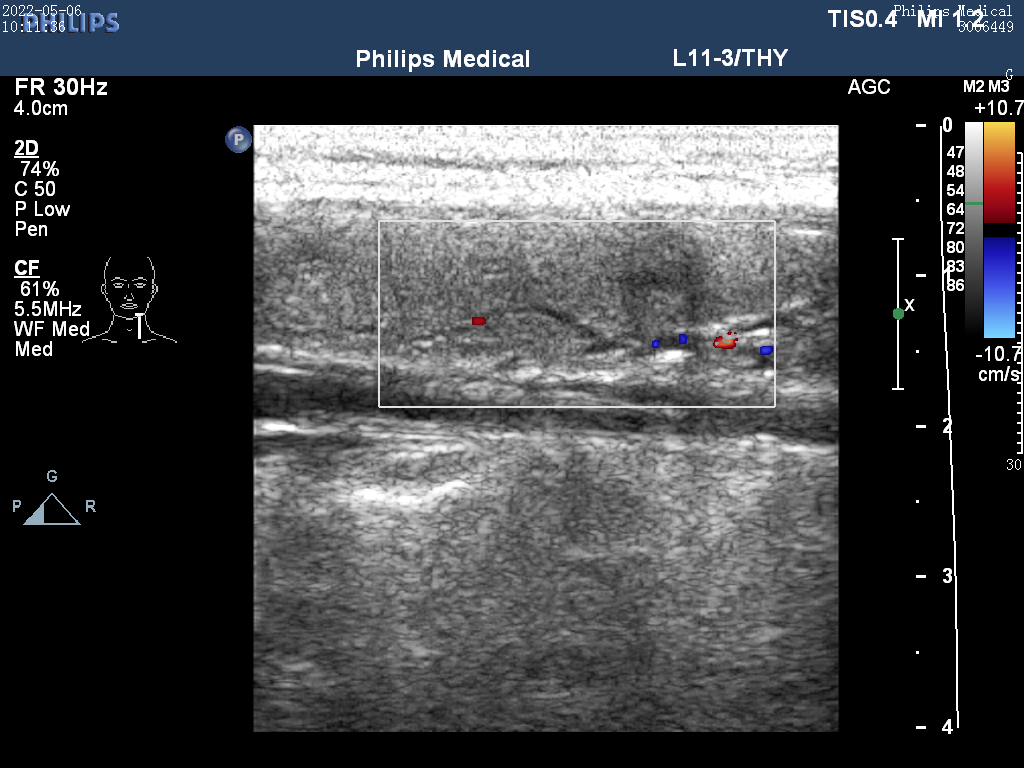 2022-05-06
10:11:36
PHILIPS
TIS0.4 MI 1.2
Philips Medical
3006449
Philips Medical
L11-3/THY
G
FR 30Hz
4.0cm
2D
74%
C 50
P Low
Pen
CF
61%
5.5MHz
WF Med
Med
P
AGC
M2 M3
+10.7
47
48
54
64
72
80
83
86
-10.7
cm/s
x
0
1
2
3
4
30
G
P R